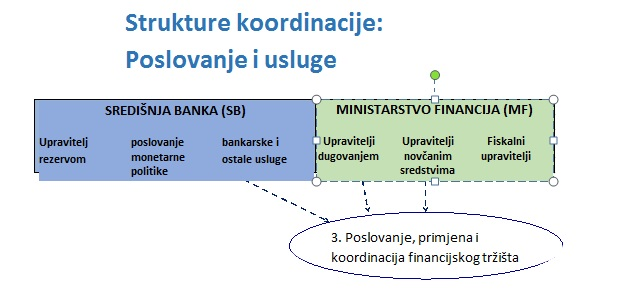 Strukture koordinacije:
Poslovanje i usluge
SREDIŠNJA BANKA (SB)
Upravitelj
rezervom
poslovanje
monetarne
politike
bankarske i
ostale usluge
MINISTARSTVO FINANCIJA (MF)
Upravitelji
dugovanjem
Upravitelji
novčanim
sredstvima
Fiskalni
upravitelji
3. Poslovanje, primjena i
koordinacija financijskog tržišta